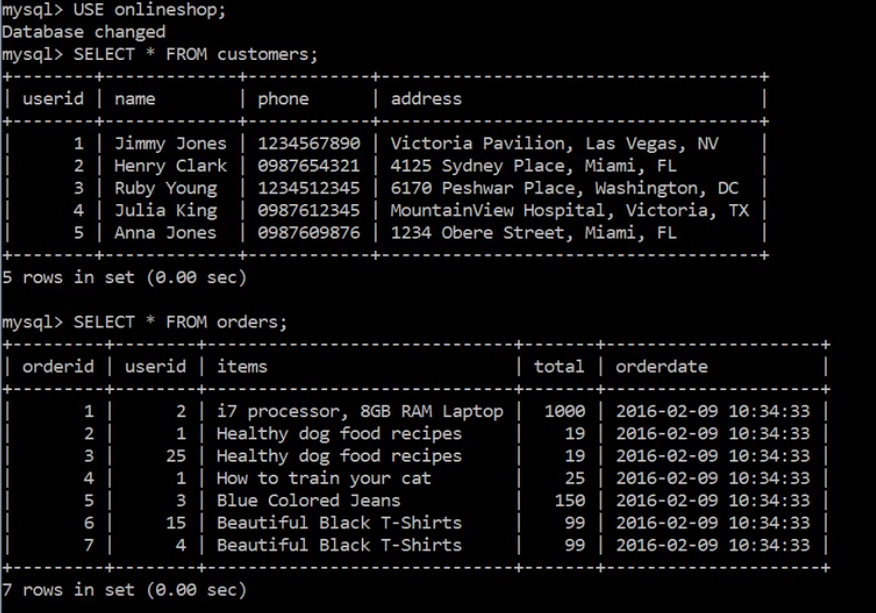 mysql> USE onlineshop;
Database changed
mysql> SELECT * FROM customers;
+--------+-------------+------------+-------------------------------------+
| userid | name        | phone      | address                             |
+--------+-------------+------------+-------------------------------------+
|      1 | Jimmy Jones | 1234567890 | Victoria Pavilion, Las Vegas, NV    |
|      2 | Henry Clark | 0987654321 | 4125 Sydney Place, Miami, FL        |
|      3 | Ruby Young  | 1234512345 | 6170 Peshwar Place, Washington, DC  |
|      4 | Julia King  | 0987612345 | MountainView Hospital, Victoria, TX |
|      5 | Anna Jones  | 0987609876 | 1234 Obere Street, Miami, FL        |
+--------+-------------+------------+-------------------------------------+
5 rows in set (0.00 sec)

mysql> SELECT * FROM orders;
+---------+--------+------------------------------+-------+---------------------+
| orderid | userid | items                        | total | orderdate           |
+---------+--------+------------------------------+-------+---------------------+
|       1 |      2 | i7 processor, 8GB RAM Laptop |  1000 | 2016-02-09 10:34:33 |
|       2 |      1 | Healthy dog food recipes     |    19 | 2016-02-09 10:34:33 |
|       3 |     25 | Healthy dog food recipes     |    19 | 2016-02-09 10:34:33 |
|       4 |      1 | How to train your cat        |    25 | 2016-02-09 10:34:33 |
|       5 |      3 | Blue Colored Jeans           |   150 | 2016-02-09 10:34:33 |
|       6 |     15 | Beautiful Black T-Shirts     |    99 | 2016-02-09 10:34:33 |
|       7 |      4 | Beautiful Black T-Shirts     |    99 | 2016-02-09 10:34:33 |
+---------+--------+------------------------------+-------+---------------------+
7 rows in set (0.00 sec)